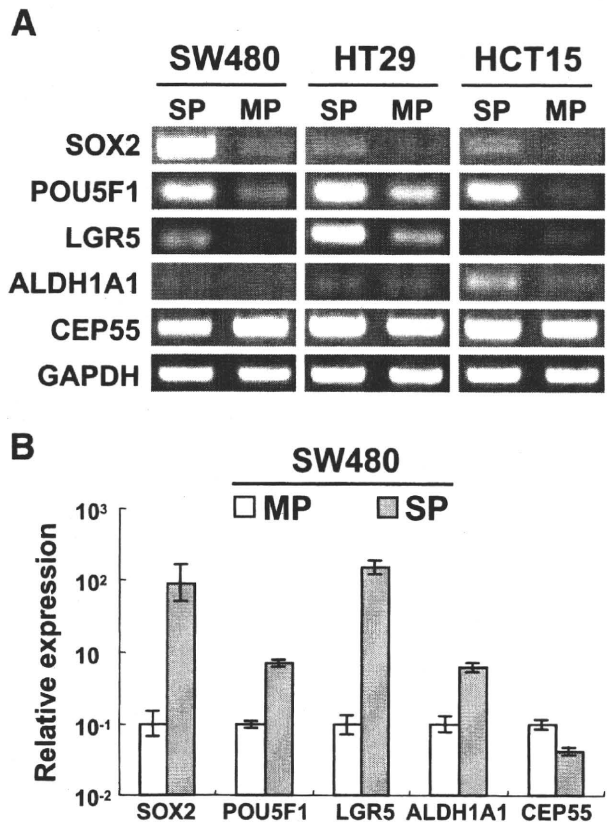 A
SW480 HT29 HCT15
SP MP SP MP SP MP
SOX2
POU5F1
LGR5
ALDH1A1
CEP55
GAPDH
B
SW480
MP SP
Relative expression
10³
10²
10
10⁻¹
10⁻²
SOX2 POU5F1 LGR5 ALDH1A1 CEP55